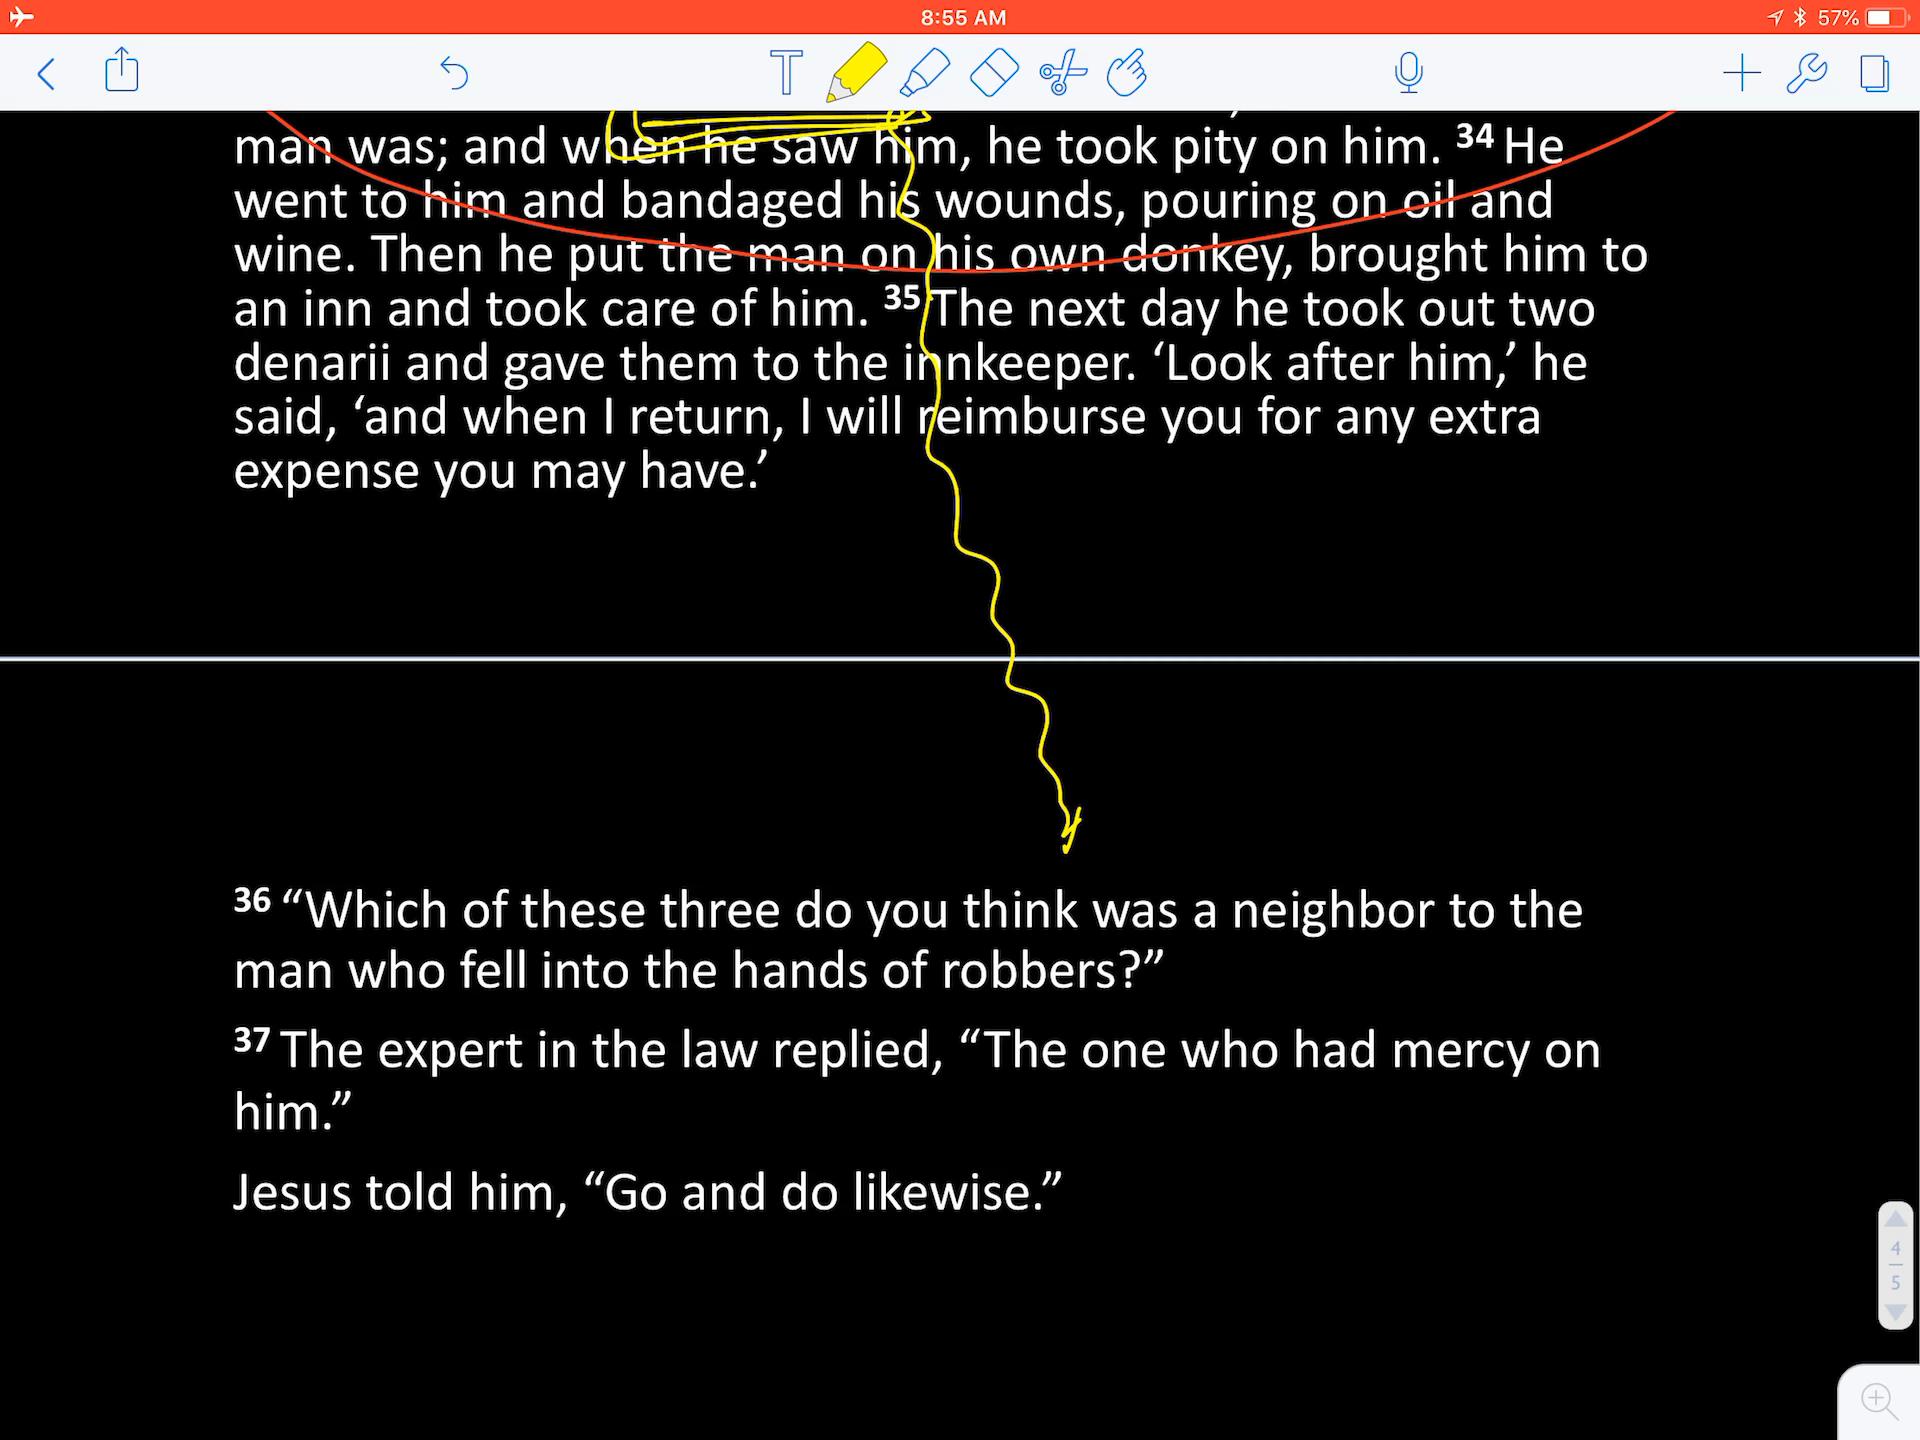 8:55 AM
57%
T
man was; and when he saw him, he took pity on him. 34 He
went to him and bandaged his wounds, pouring on oil and
wine. Then he put the man on his own donkey, brought him to
an inn and took care of him. 35 The next day he took out two
denarii and gave them to the innkeeper. ‘Look after him,’ he
said, ‘and when I return, I will reimburse you for any extra
expense you may have.’
36 “Which of these three do you think was a neighbor to the
man who fell into the hands of robbers?”
37 The expert in the law replied, “The one who had mercy on
him.”
Jesus told him, “Go and do likewise.”
4
5